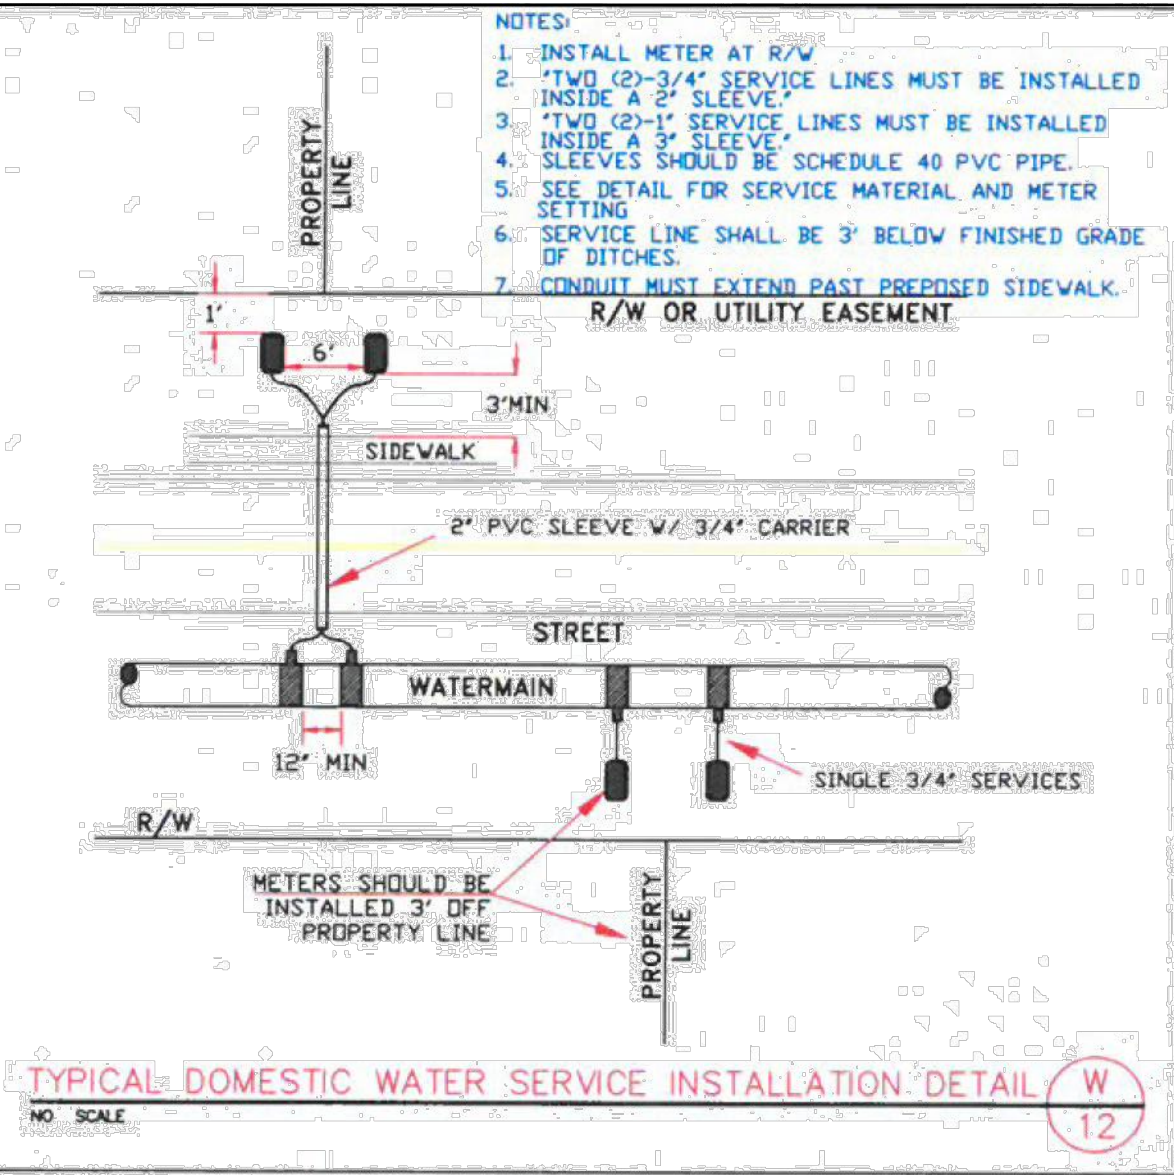 NOTES:
1. INSTALL METER AT R/W
2. "TWO (2)-3/4" SERVICE LINES MUST BE INSTALLED
INSIDE A 2" SLEEVE."
3. "TWO (2)-1" SERVICE LINES MUST BE INSTALLED
INSIDE A 3" SLEEVE."
4. SLEEVES SHOULD BE SCHEDULE 40 PVC PIPE.
5. SEE DETAIL FOR SERVICE MATERIAL AND METER
SETTING
6. SERVICE LINE SHALL BE 3' BELOW FINISHED GRADE
OF DITCHES.
7. CONDUIT MUST EXTEND PAST PREPOSED SIDEWALK.
PROPERTY
LINE
R/W OR UTILITY EASEMENT
1'
6'
3'MIN
SIDEWALK
2" PVC SLEEVE W/ 3/4" CARRIER
STREET
WATERMAIN
12" MIN
SINGLE 3/4" SERVICES
R/W
METERS SHOULD BE
INSTALLED 3' OFF
PROPERTY LINE
PROPERTY
LINE
TYPICAL DOMESTIC WATER SERVICE INSTALLATION DETAIL
W
12
NO SCALE